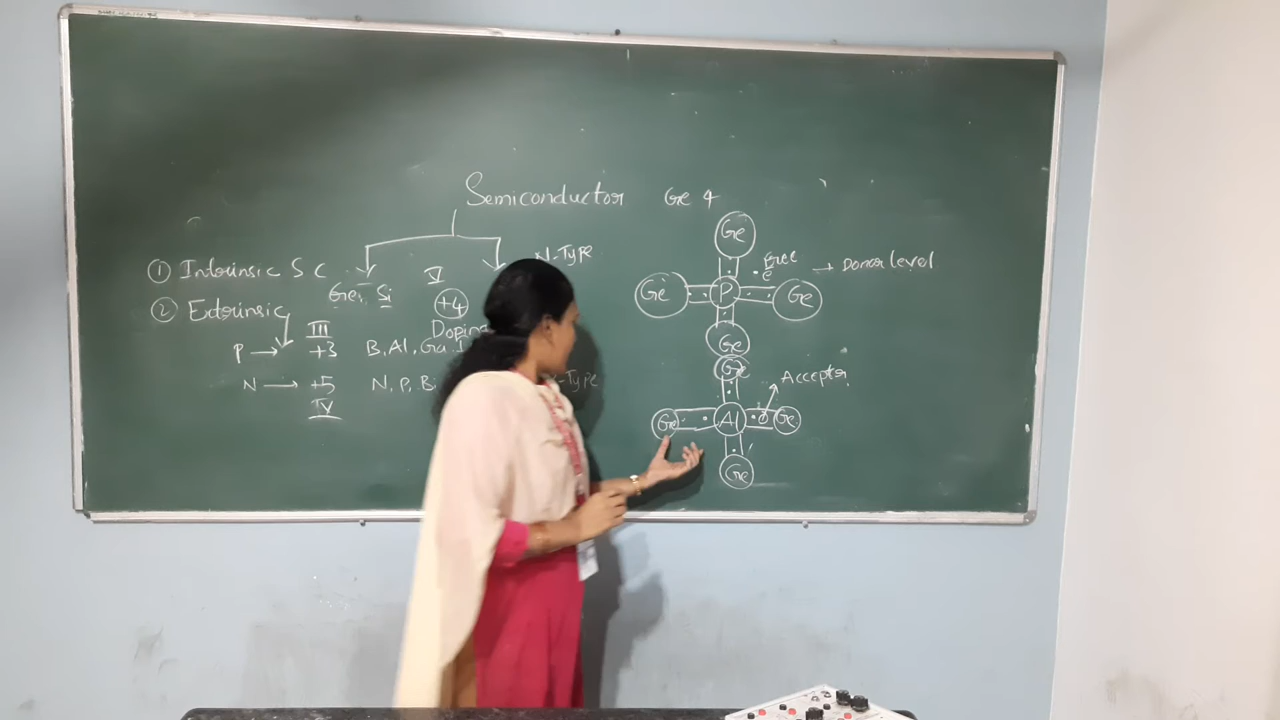 Semiconductor Ge 4
① Intrinsic S C
② Extrinsic
Ge, Si
V
+4
Doping
N-Type
III
P → +3 B, Al, Ga
N → +5 N, P, B
IV
-Type
Ge
Free
e
→ Donor level
Ge P Ge
Ge
Ge
Acceptor
Ge Al Ge
Ge